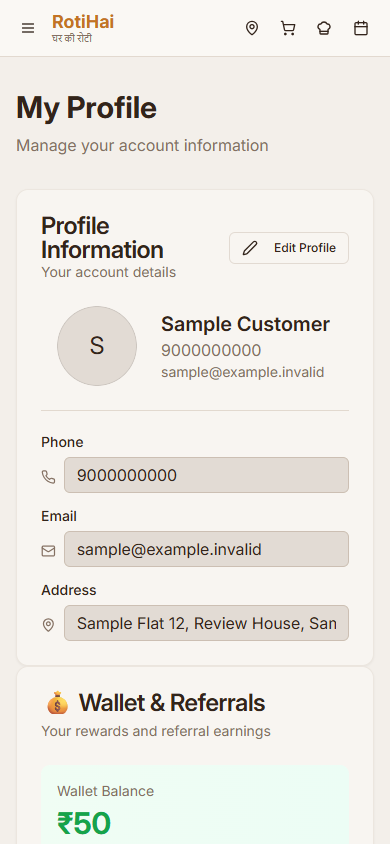 RotiHai
घर की रोटी
My Profile
Manage your account information
Profile
Information
Your account details
Edit Profile
S
Sample Customer
9000000000
sample@example.invalid
Phone
9000000000
Email
sample@example.invalid
Address
Sample Flat 12, Review House, San
Wallet & Referrals
Your rewards and referral earnings
Wallet Balance
₹50